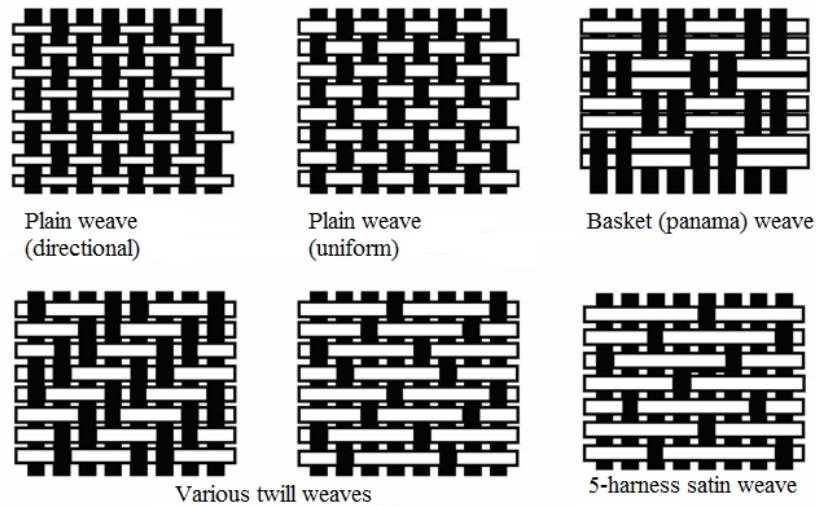 Plain weave
(directional)
Plain weave
(uniform)
Basket (panama) weave
Various twill weaves
5-harness satin weave